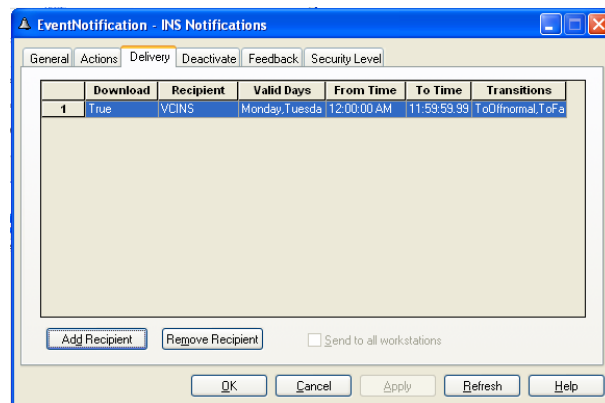 EventNotification - INS Notifications
General Actions Delivery Deactivate Feedback Security Level
Download Recipient Valid Days From Time To Time Transitions
1 True VCINS Monday,Tuesda 12:00:00 AM 11:59:59.99 ToOffnormal,ToFa
Add Recipient Remove Recipient Send to all workstations
OK Cancel Apply Refresh Help